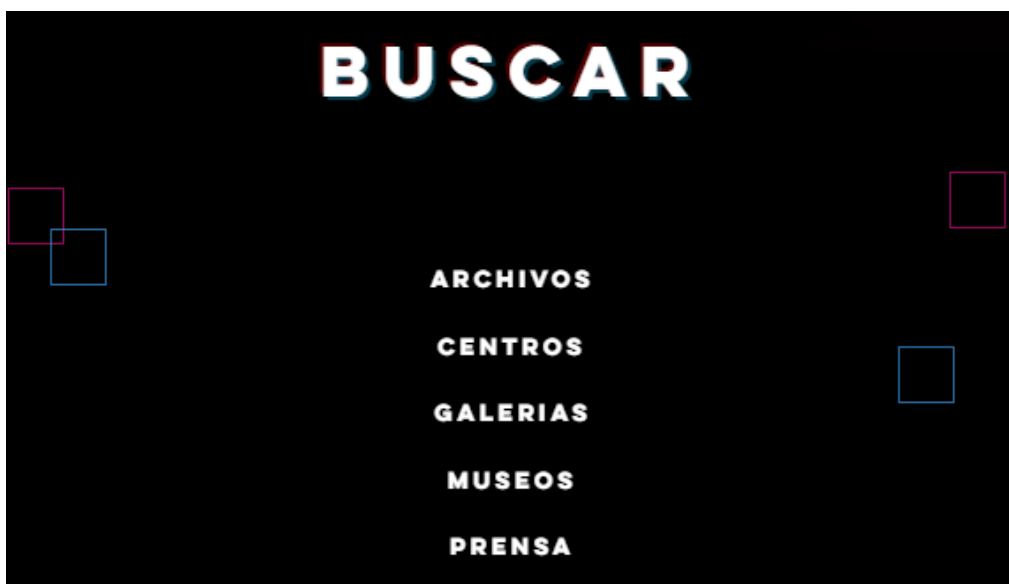 BUSCAR
ARCHIVOS
CENTROS
GALERIAS
MUSEOS
PRENSA